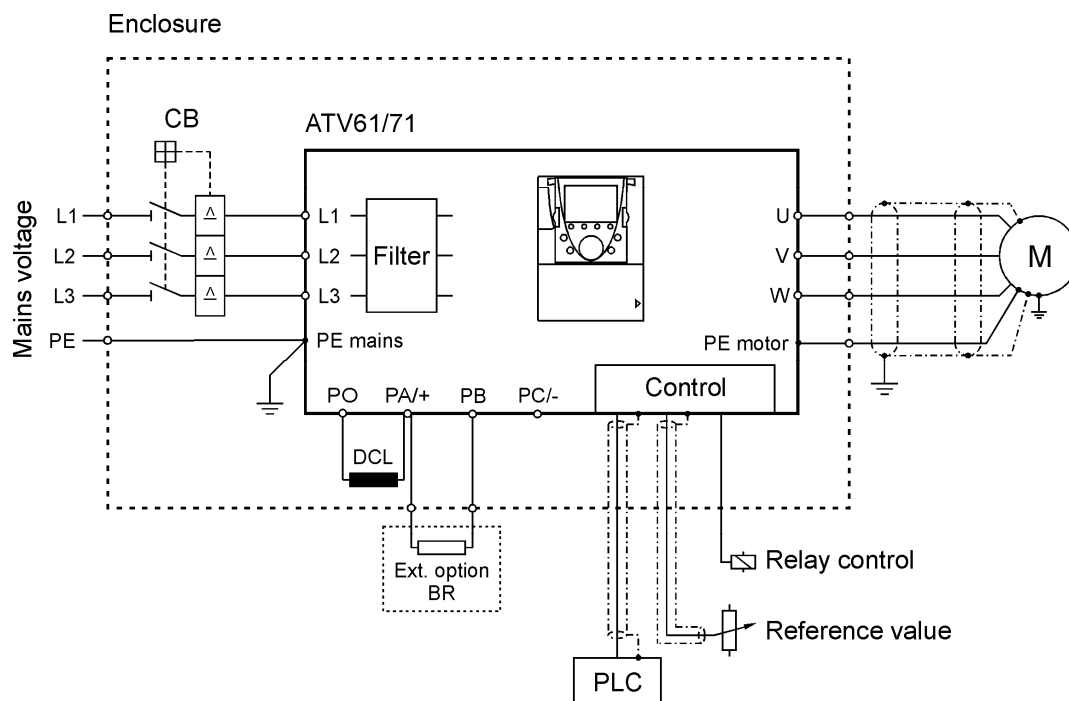 Enclosure
CB
ATV61/71
Mains voltage
L1
L2
L3
PE
L1
L2
L3
PE mains
Filter
U
V
W
PE motor
M
Control
PO
PA/+
PB
PC/-
DCL
Ext. option
BR
Relay control
Reference value
PLC